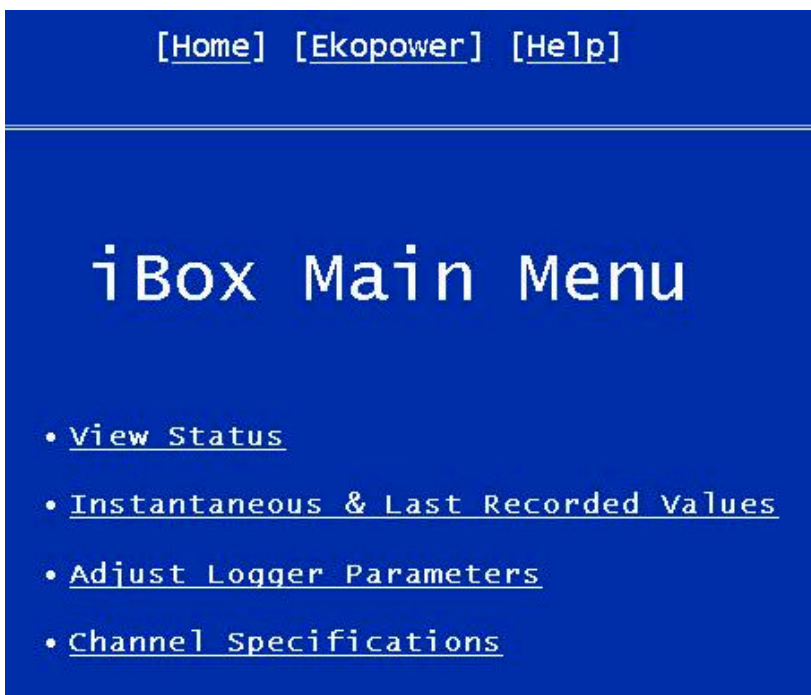 [Home] [Ekopower] [Help]
iBox Main Menu
• View Status
• Instantaneous & Last Recorded Values
• Adjust Logger Parameters
• Channel Specifications